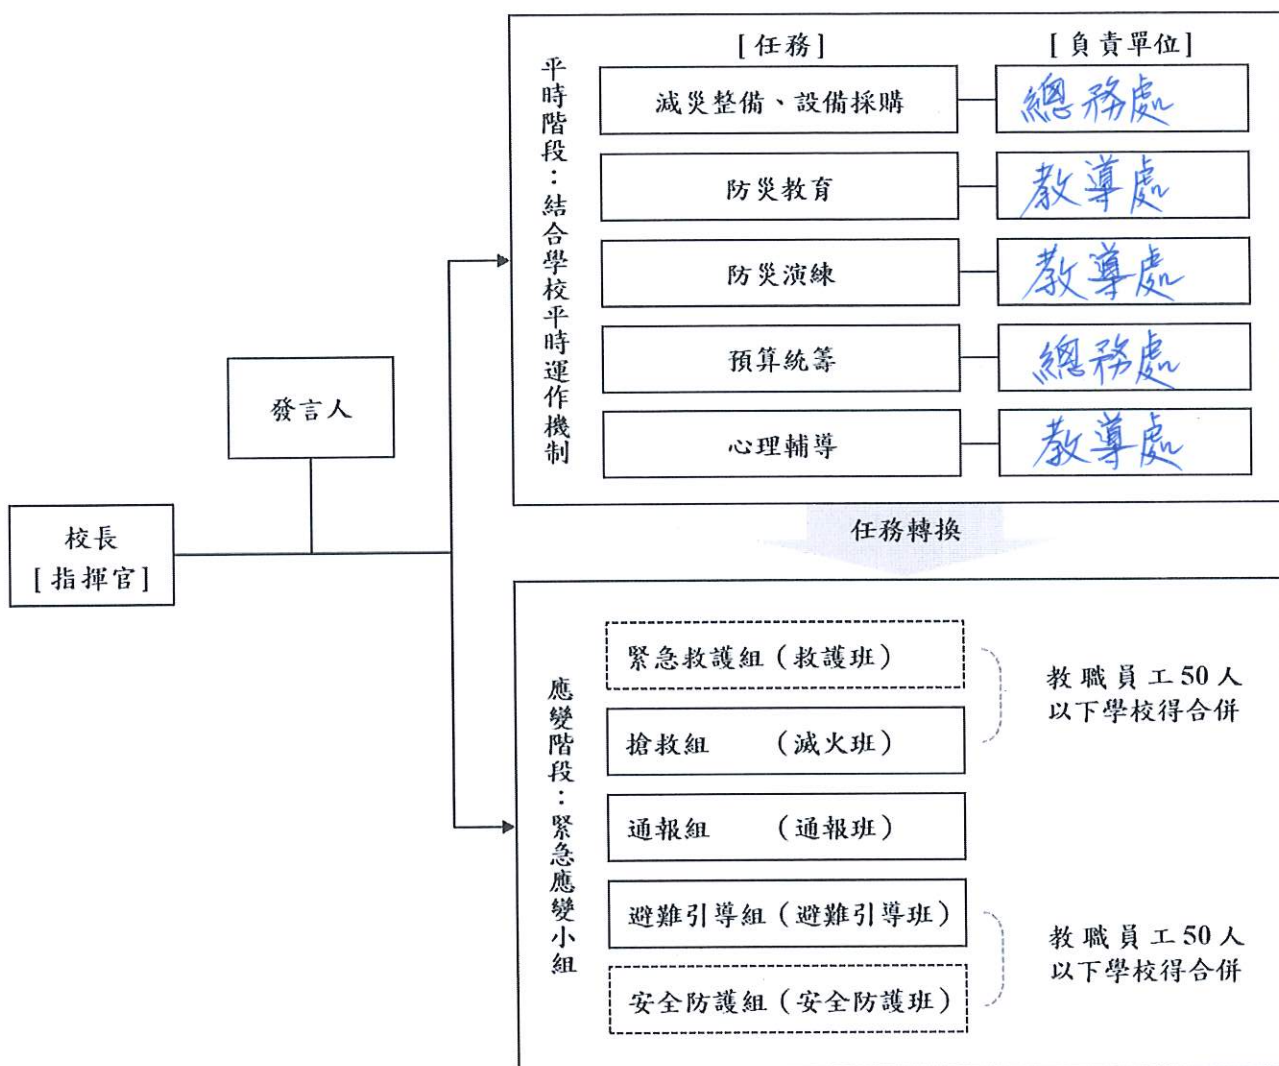 [任務]
[負責單位]
平時階段：結合學校平時運作機制
減災整備、設備採購
總務處
防災教育
教導處
防災演練
教導處
預算統籌
總務處
心理輔導
教導處
發言人
校長
[指揮官]
任務轉換
應變階段：緊急應變小組
緊急救護組（救護班）
搶救組　　（滅火班）
通報組　　（通報班）
避難引導組（避難引導班）
安全防護組（安全防護班）
教職員工50人
以下學校得合併
教職員工50人
以下學校得合併